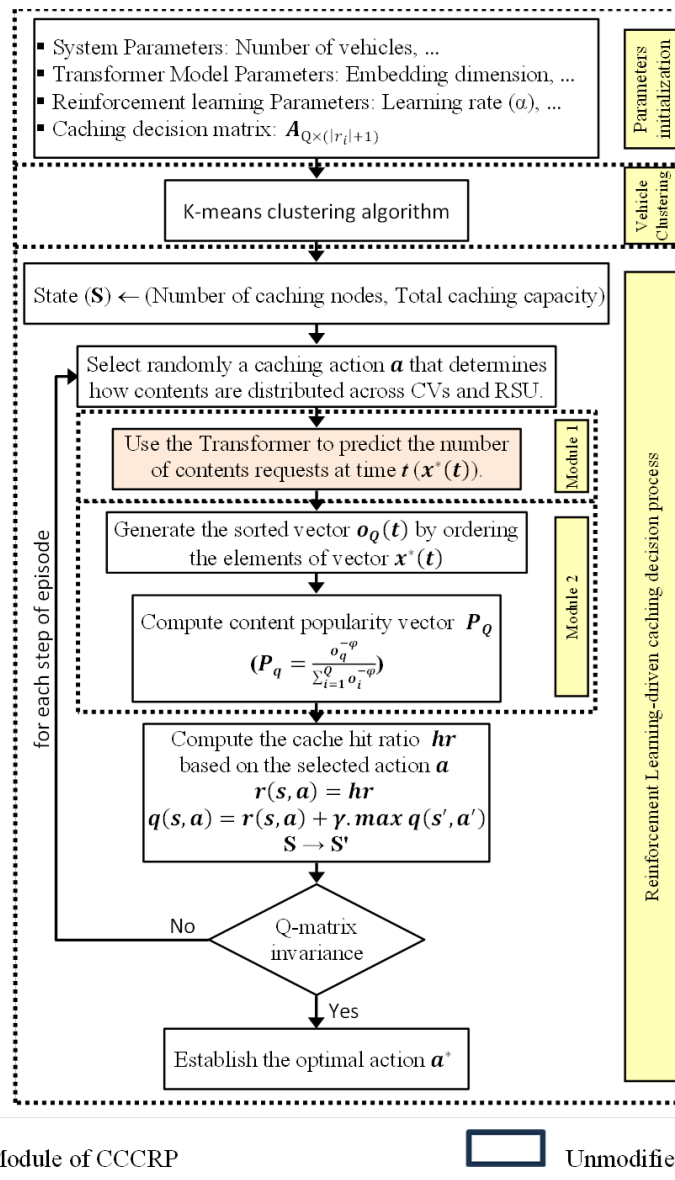 ▪ System Parameters: Number of vehicles, ...
▪ Transformer Model Parameters: Embedding dimension, ...
▪ Reinforcement learning Parameters: Learning rate (α), ...
▪ Caching decision matrix: A_{Q×(|r_i|+1)}
Parameters
initialization
K-means clustering algorithm
Vehicle
Clustering
State (S) ← (Number of caching nodes, Total caching capacity)
Select randomly a caching action a that determines
how contents are distributed across CVs and RSU.
Use the Transformer to predict the number
of contents requests at time t (x*(t)).
Module 1
Generate the sorted vector o_Q(t) by ordering
the elements of vector x*(t)
Compute content popularity vector P_Q
(P_q = o_q^{-φ} / Σ_{i=1}^{Q} o_i^{-φ})
Module 2
Compute the cache hit ratio hr
based on the selected action a
r(s, a) = hr
q(s, a) = r(s, a) + γ. max q(s′, a′)
S → S'
for each step of episode
Q-matrix
invariance
No
Yes
Establish the optimal action a*
Reinforcement Learning-driven caching decision process
Module of CCCRP
Unmodifie